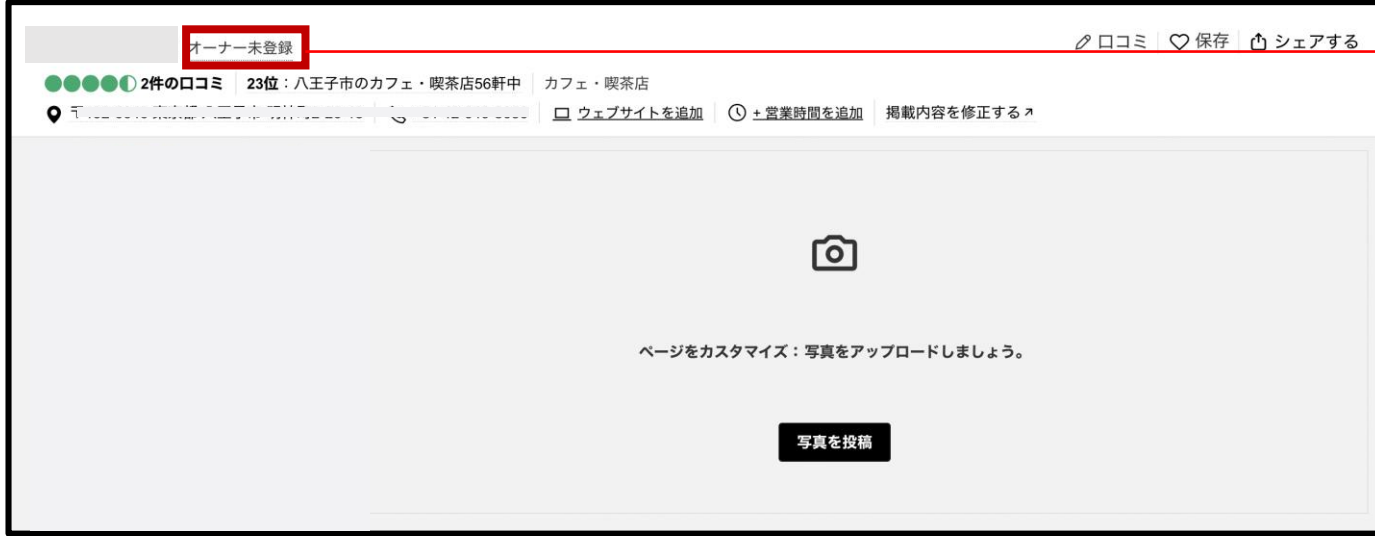 オーナー未登録 口コミ 保存 シェアする
2件の口コミ 23位：八王子市のカフェ・喫茶店56軒中 カフェ・喫茶店
ウェブサイトを追加 + 営業時間を追加 掲載内容を修正する
ページをカスタマイズ：写真をアップロードしましょう。
写真を投稿